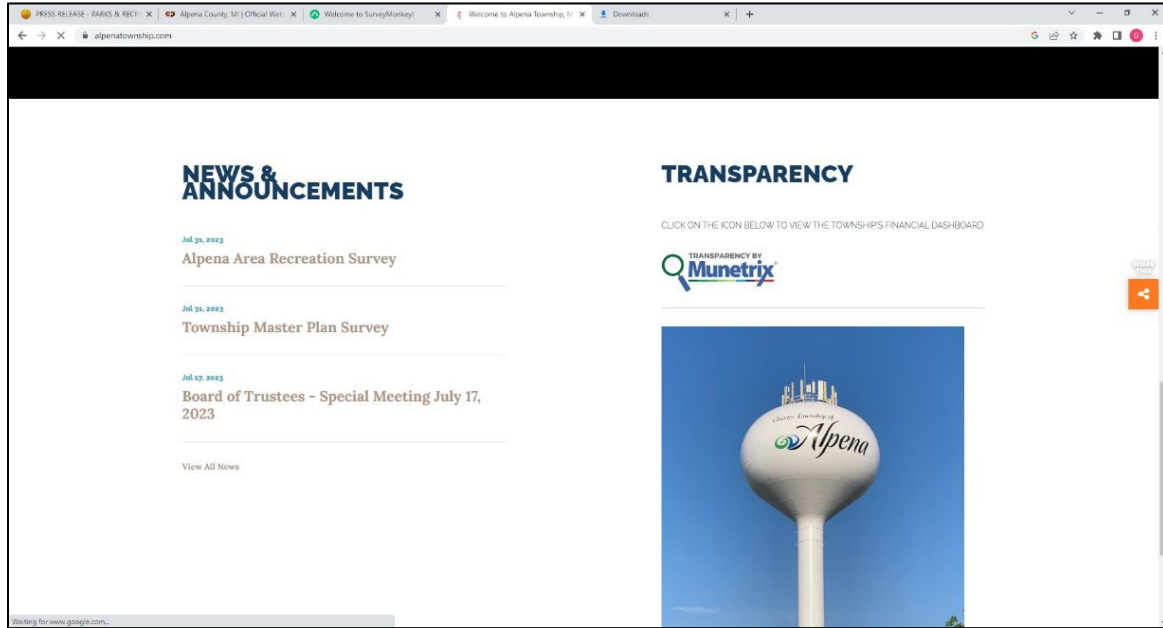 PRESS RELEASE - PARKS & RECR
Alpena County, MI | Official Web
Welcome to SurveyMonkey!
Welcome to Alpena Township, M
Downloads
alpenatownship.com
NEWS &
ANNOUNCEMENTS
Jul 31, 2023
Alpena Area Recreation Survey
Jul 31, 2023
Township Master Plan Survey
Jul 17, 2023
Board of Trustees - Special Meeting July 17,
2023
View All News
TRANSPARENCY
CLICK ON THE ICON BELOW TO VIEW THE TOWNSHIP'S FINANCIAL DASHBOARD
TRANSPARENCY BY
Munetrix
SHARE
THIS
Charter Township of
Alpena
Waiting for www.google.com...